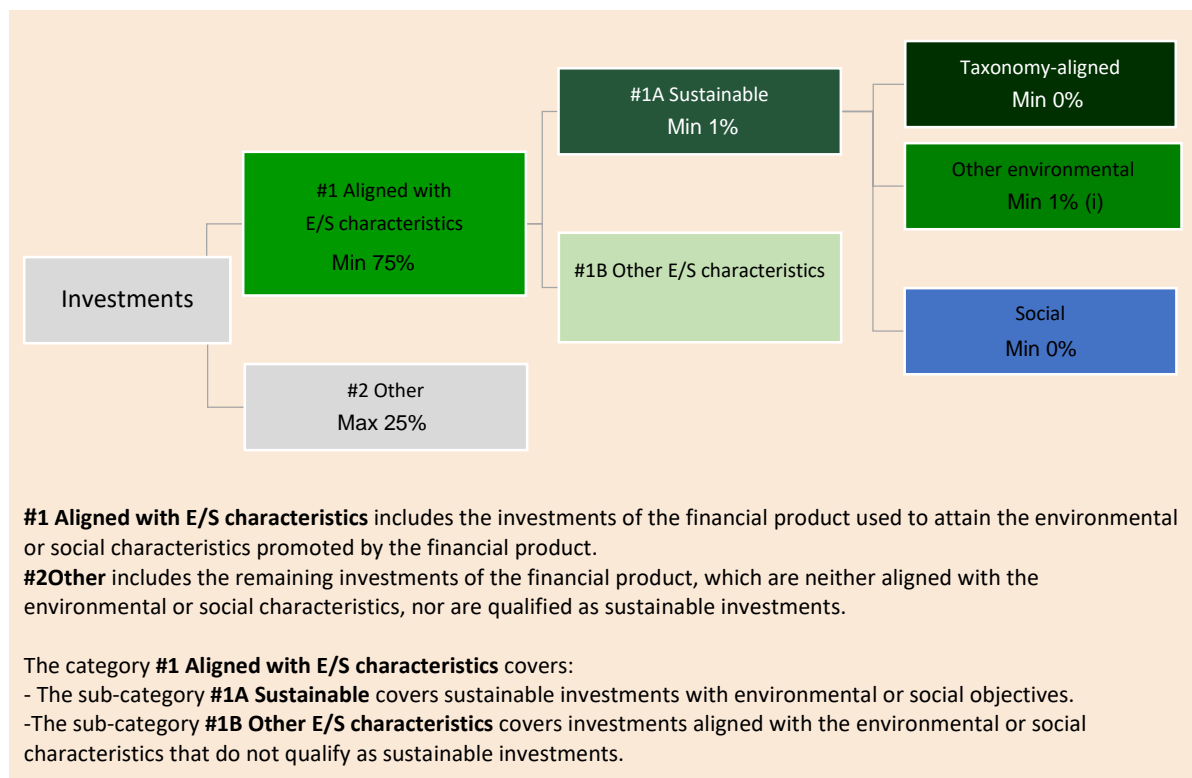 Investments
#1 Aligned with
E/S characteristics
Min 75%
#2 Other
Max 25%
#1A Sustainable
Min 1%
#1B Other E/S characteristics
Taxonomy-aligned
Min 0%
Other environmental
Min 1% (i)
Social
Min 0%
#1 Aligned with E/S characteristics includes the investments of the financial product used to attain the environmental
or social characteristics promoted by the financial product.
#2Other includes the remaining investments of the financial product, which are neither aligned with the
environmental or social characteristics, nor are qualified as sustainable investments.
The category #1 Aligned with E/S characteristics covers:
- The sub-category #1A Sustainable covers sustainable investments with environmental or social objectives.
-The sub-category #1B Other E/S characteristics covers investments aligned with the environmental or social
characteristics that do not qualify as sustainable investments.